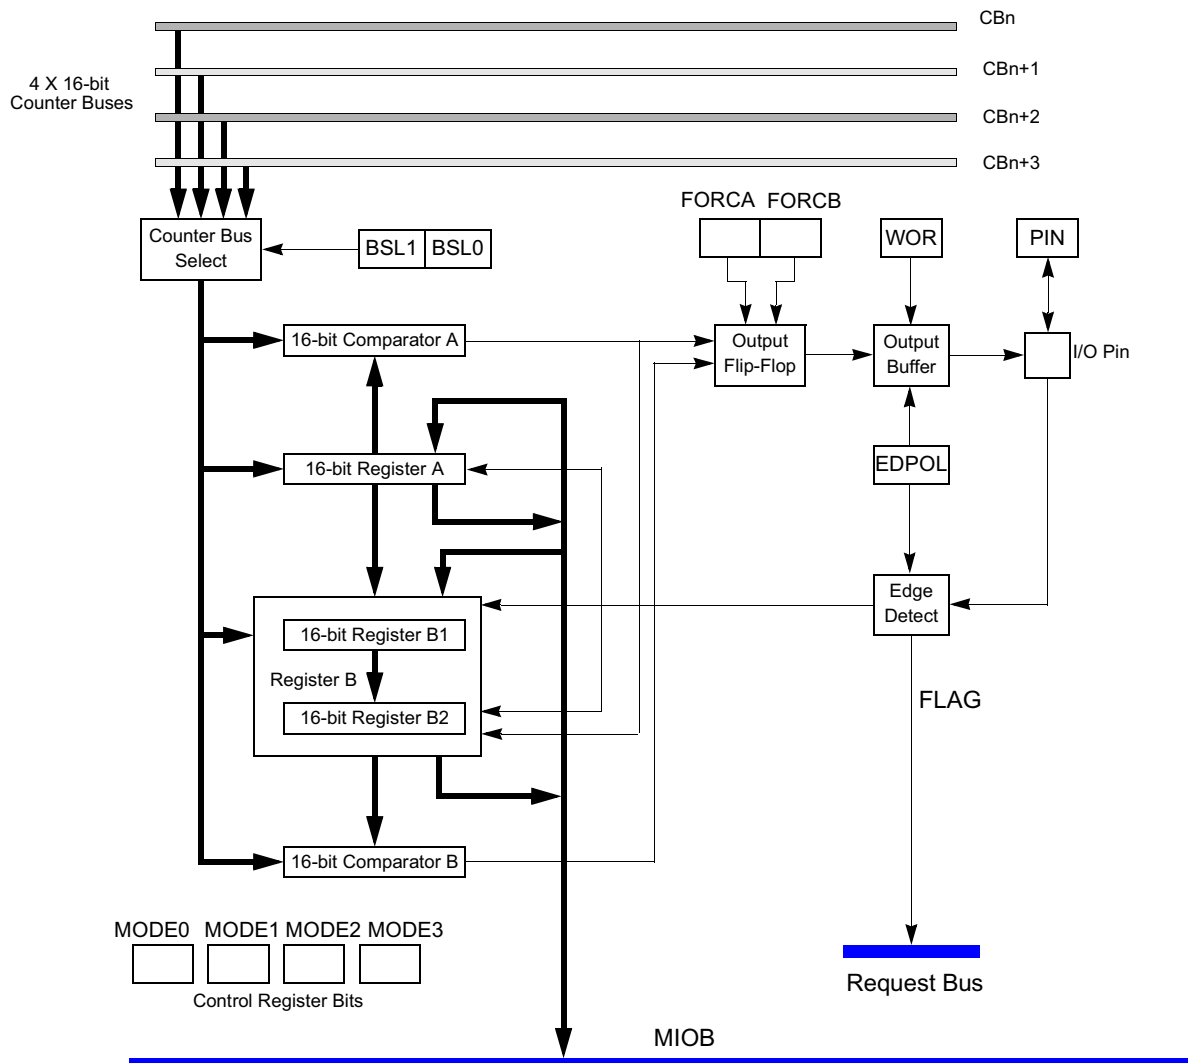 CBn
4 X 16-bit
Counter Buses
CBn+1
CBn+2
CBn+3
FORCA FORCB
Counter Bus
Select
BSL1 BSL0
WOR
PIN
16-bit Comparator A
Output
Flip-Flop
Output
Buffer
I/O Pin
16-bit Register A
EDPOL
Edge
Detect
16-bit Register B1
Register B
16-bit Register B2
FLAG
16-bit Comparator B
MODE0 MODE1 MODE2 MODE3
Control Register Bits
Request Bus
MIOB